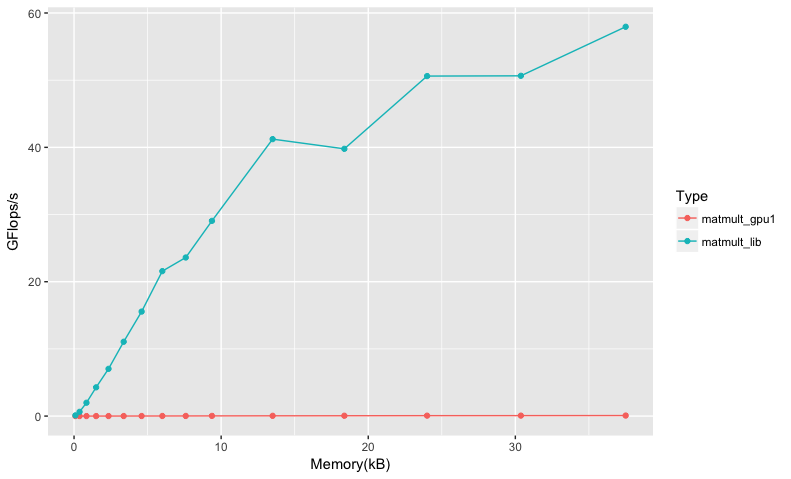 60
40
20
0
GFlops/s
0 10 20 30
Memory(kB)
Type
matmult_gpu1
matmult_lib